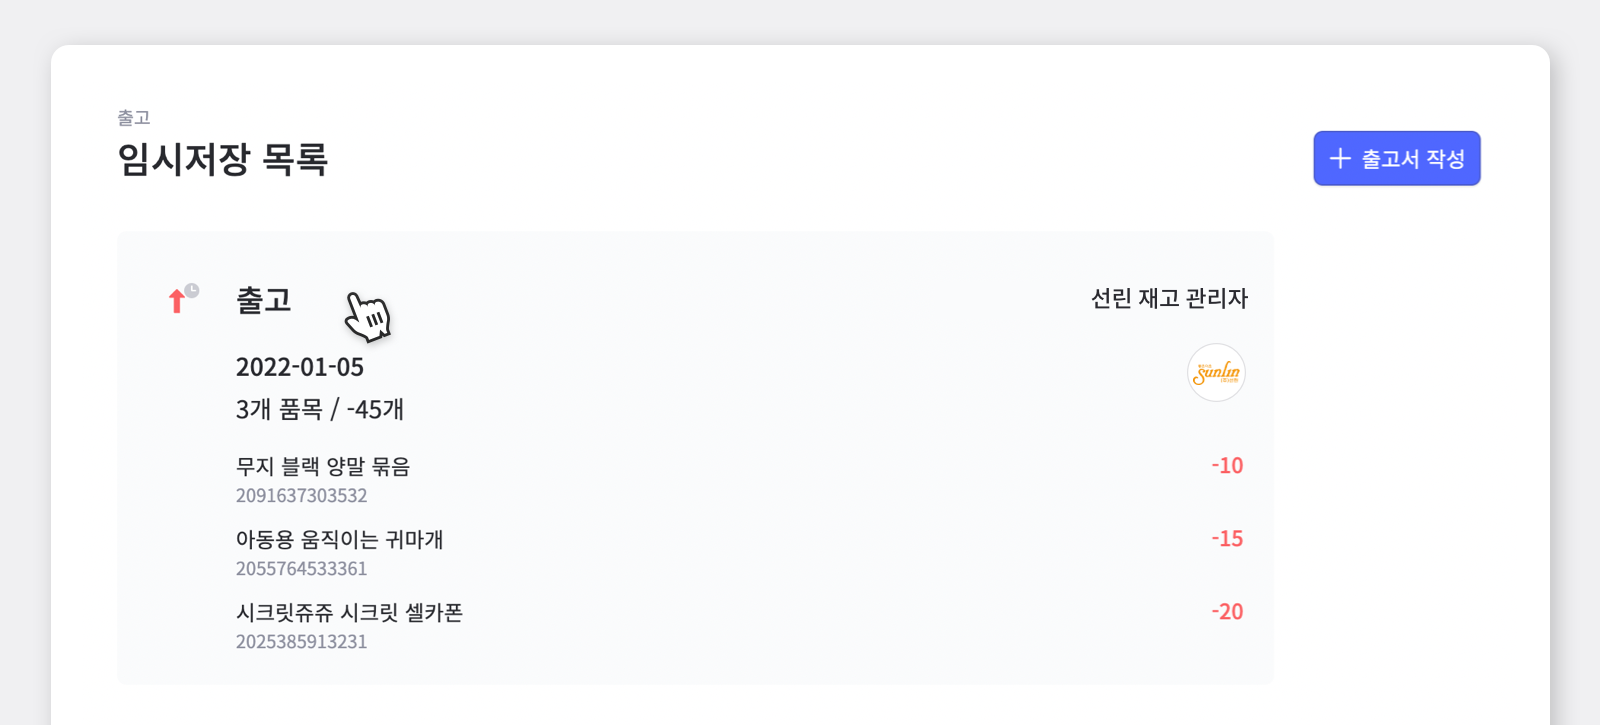 출고
임시저장 목록
+ 출고서 작성
출고
선린 재고 관리자
2022-01-05
Sunlin
3개 품목 / -45개
무지 블랙 양말 묶음
-10
2091637303532
아동용 움직이는 귀마개
-15
2055764533361
시크릿쥬쥬 시크릿 셀카폰
-20
2025385913231